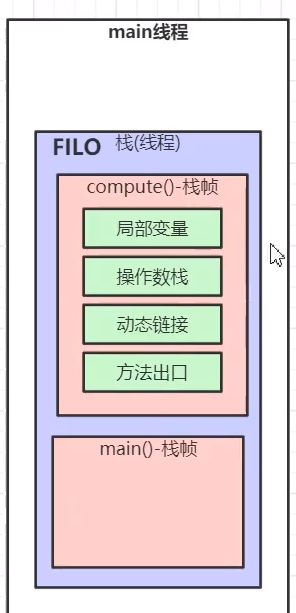 main线程
FILO 栈(线程)
compute()-栈帧
局部变量
操作数栈
动态链接
方法出口
main()-栈帧